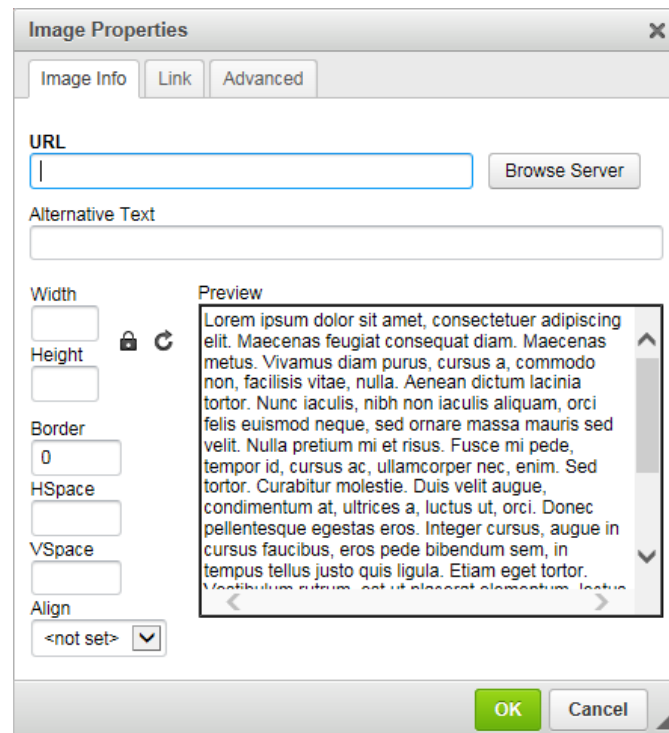 Image Properties
Image Info Link Advanced
URL
Browse Server
Alternative Text
Width
Preview
Height
Border
0
HSpace
VSpace
Align
<not set>
Lorem ipsum dolor sit amet, consectetuer adipiscing
elit. Maecenas feugiat consequat diam. Maecenas
metus. Vivamus diam purus, cursus a, commodo
non, facilisis vitae, nulla. Aenean dictum lacinia
tortor. Nunc iaculis, nibh non iaculis aliquam, orci
felis euismod neque, sed ornare massa mauris sed
velit. Nulla pretium mi et risus. Fusce mi pede,
tempor id, cursus ac, ullamcorper nec, enim. Sed
tortor. Curabitur molestie. Duis velit augue,
condimentum at, ultrices a, luctus ut, orci. Donec
pellentesque egestas eros. Integer cursus, augue in
cursus faucibus, eros pede bibendum sem, in
tempus tellus justo quis ligula. Etiam eget tortor.
OK Cancel